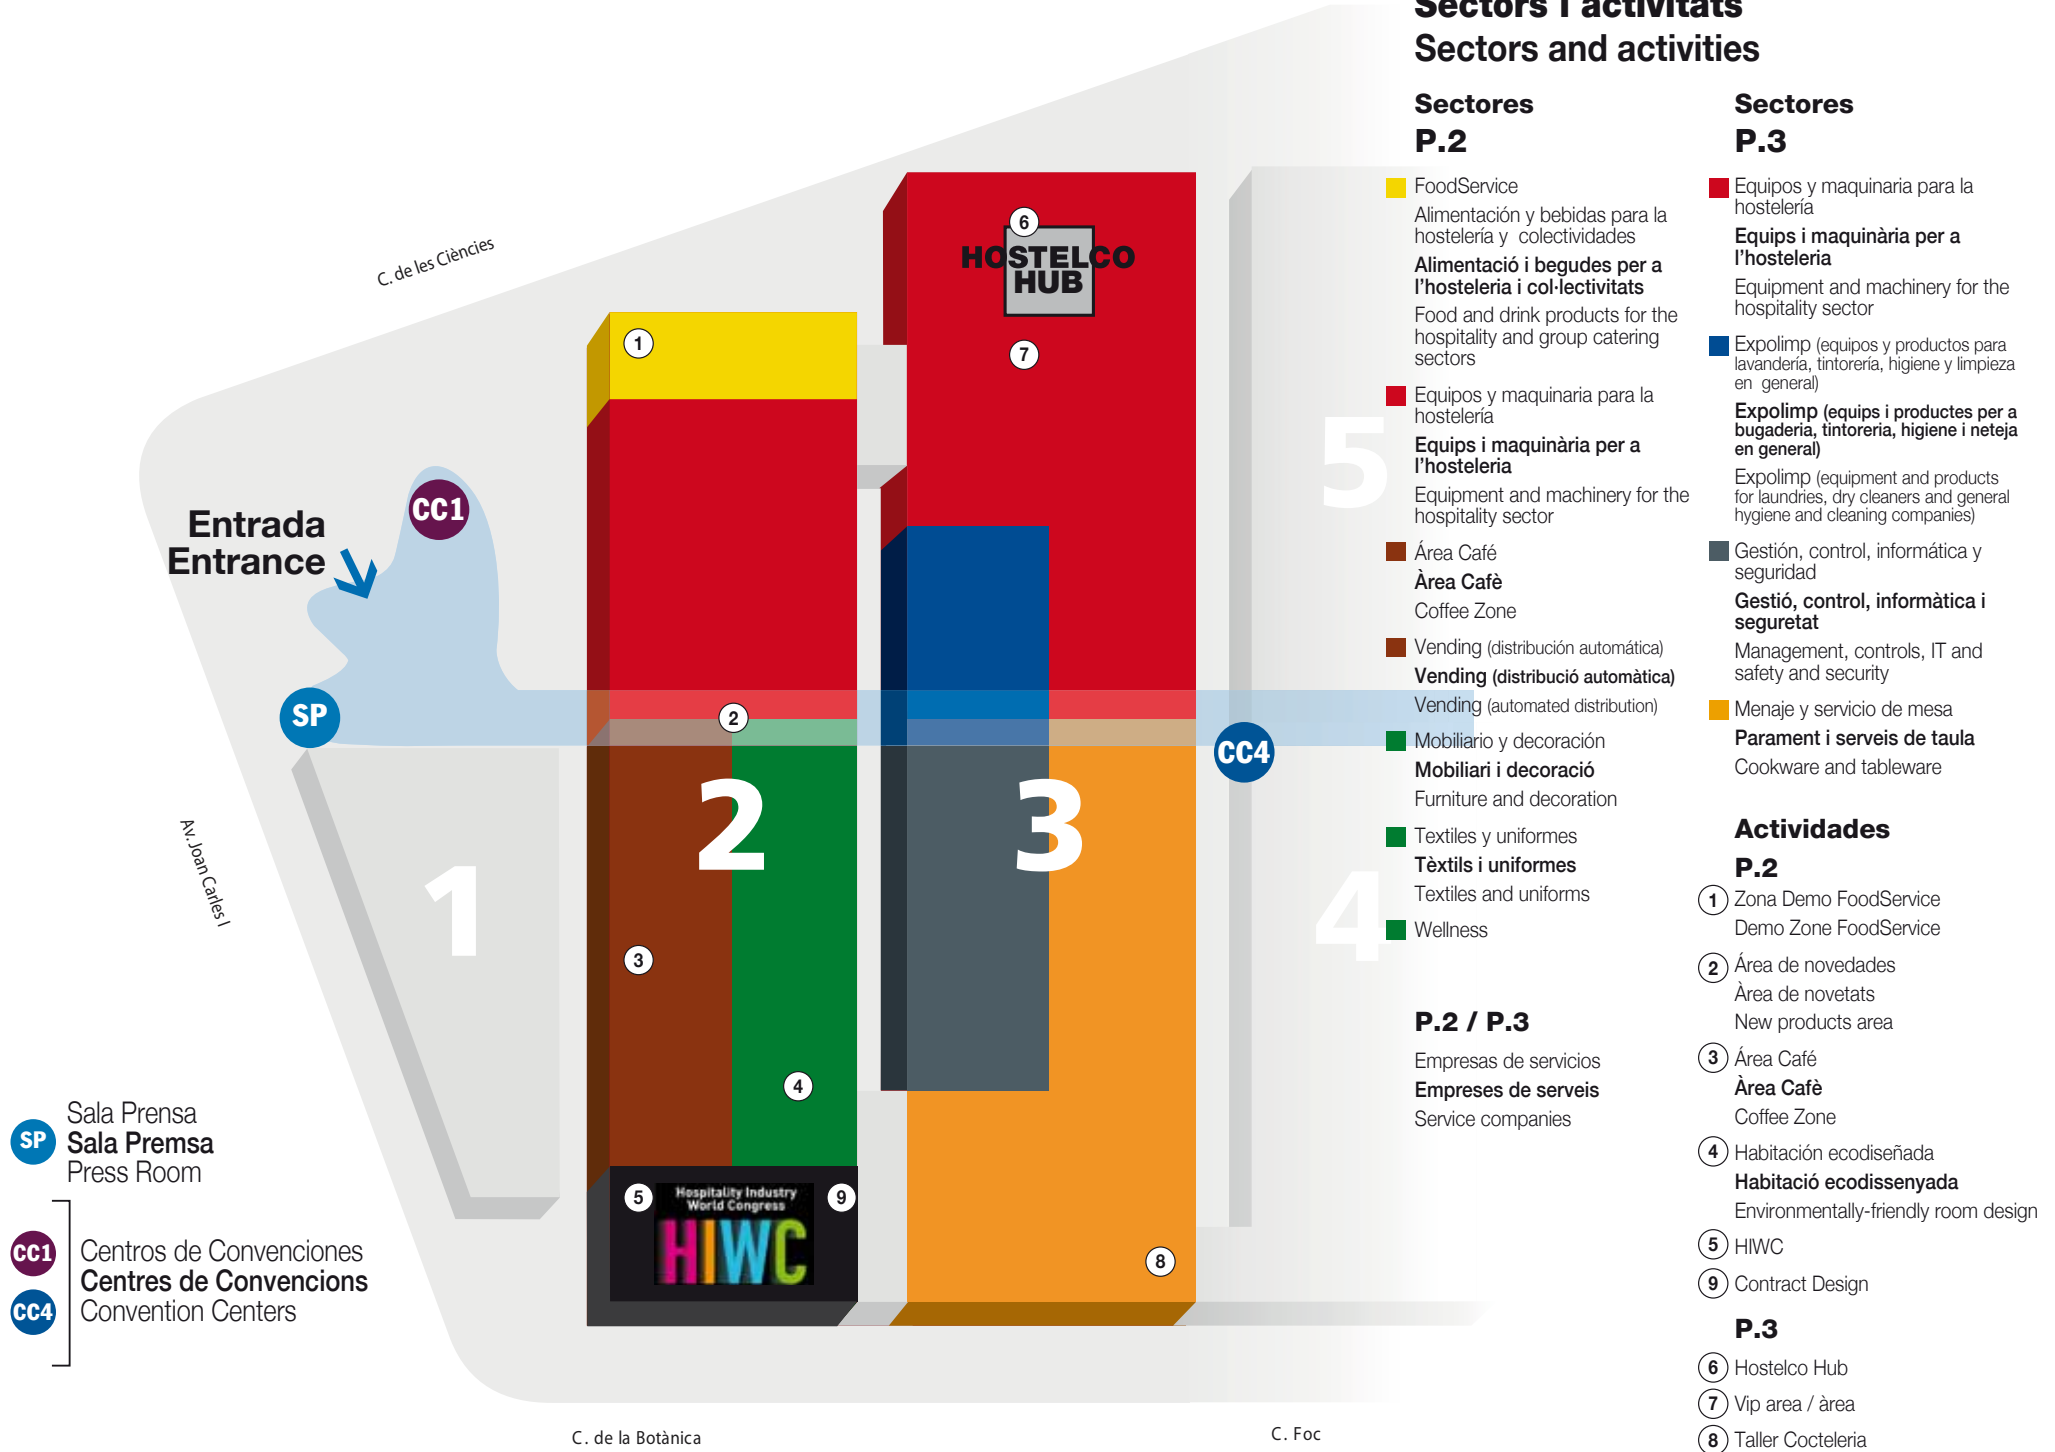 Sectors i activitats
Sectors and activities
Sectores
P.2
FoodService
Alimentación y bebidas para la
hostelería y colectividades
Alimentació i begudes per a
l'hosteleria i col·lectivitats
Food and drink products for the
hospitality and group catering
sectors
Equipos y maquinaria para la
hostelería
Equips i maquinària per a
l'hosteleria
Equipment and machinery for the
hospitality sector
Área Café
Àrea Cafè
Coffee Zone
Vending (distribución automática)
Vending (distribució automàtica)
Vending (automated distribution)
Mobiliario y decoración
Mobiliari i decoració
Furniture and decoration
Textiles y uniformes
Tèxtils i uniformes
Textiles and uniforms
Wellness
P.2 / P.3
Empresas de servicios
Empreses de serveis
Service companies
Sectores
P.3
Equipos y maquinaria para la
hostelería
Equips i maquinària per a
l'hosteleria
Equipment and machinery for the
hospitality sector
Expolimp (equipos y productos para
lavandería, tintorería, higiene y limpieza
en general)
Expolimp (equips i productes per a
bugaderia, tintoreria, higiene i neteja
en general)
Expolimp (equipment and products
for laundries, dry cleaners and general
hygiene and cleaning companies)
Gestión, control, informática y
seguridad
Gestió, control, informàtica i
seguretat
Management, controls, IT and
safety and security
Menaje y servicio de mesa
Parament i serveis de taula
Cookware and tableware
Actividades
P.2
1 Zona Demo FoodService
Demo Zone FoodService
2 Área de novedades
Àrea de novetats
New products area
3 Área Café
Àrea Cafè
Coffee Zone
4 Habitación ecodiseñada
Habitació ecodissenyada
Environmentally-friendly room design
5 HIWC
9 Contract Design
P.3
6 Hostelco Hub
7 Vip area / àrea
8 Taller Cocteleria
C. de les Ciències
Entrada
Entrance
CC1
SP
CC4
Av. Joan Carles I
1
2
3
4
5
1
2
3
4
5
9
6
HOSTELCO
HUB
7
8
Hospitality Industry
World Congress
HIWC
SP
Sala Prensa
Sala Premsa
Press Room
CC1
CC4
Centros de Convenciones
Centres de Convencions
Convention Centers
C. de la Botànica
C. Foc